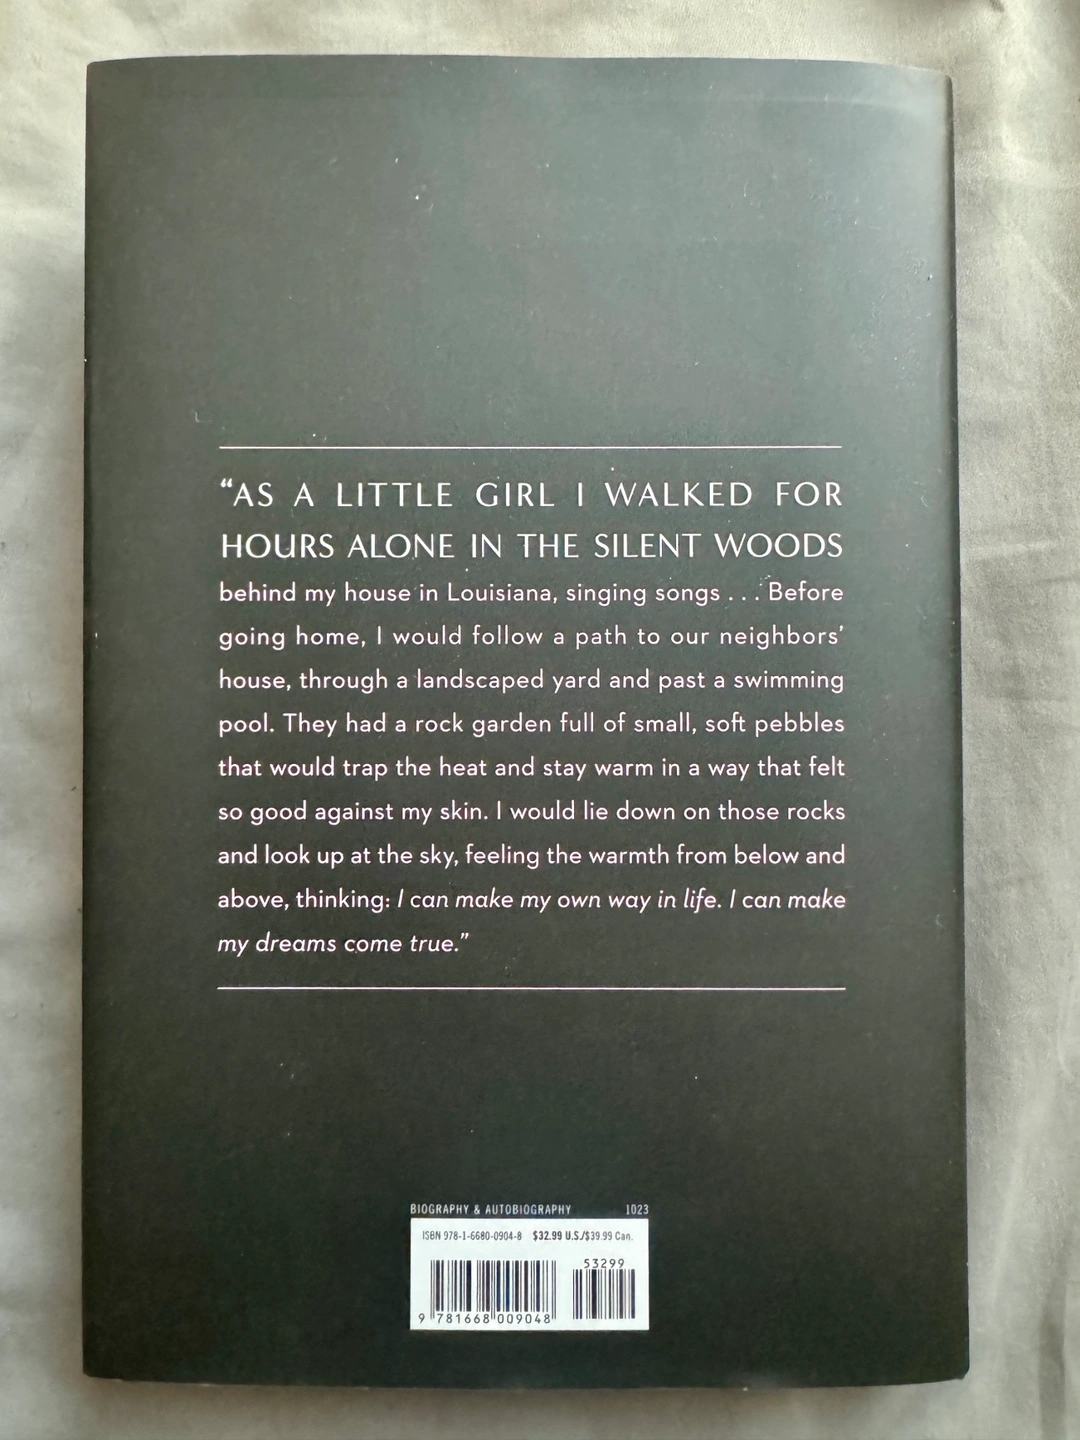 “AS A LITTLE GIRL I WALKED FOR
HOURS ALONE IN THE SILENT WOODS
behind my house in Louisiana, singing songs . . . Before
going home, I would follow a path to our neighbors’
house, through a landscaped yard and past a swimming
pool. They had a rock garden full of small, soft pebbles
that would trap the heat and stay warm in a way that felt
so good against my skin. I would lie down on those rocks
and look up at the sky, feeling the warmth from below and
above, thinking: I can make my own way in life. I can make
my dreams come true.”
BIOGRAPHY & AUTOBIOGRAPHY 1023
ISBN 978-1-6680-0904-8 $32.99 U.S./$39.99 Can.
53299
9 781668 009048